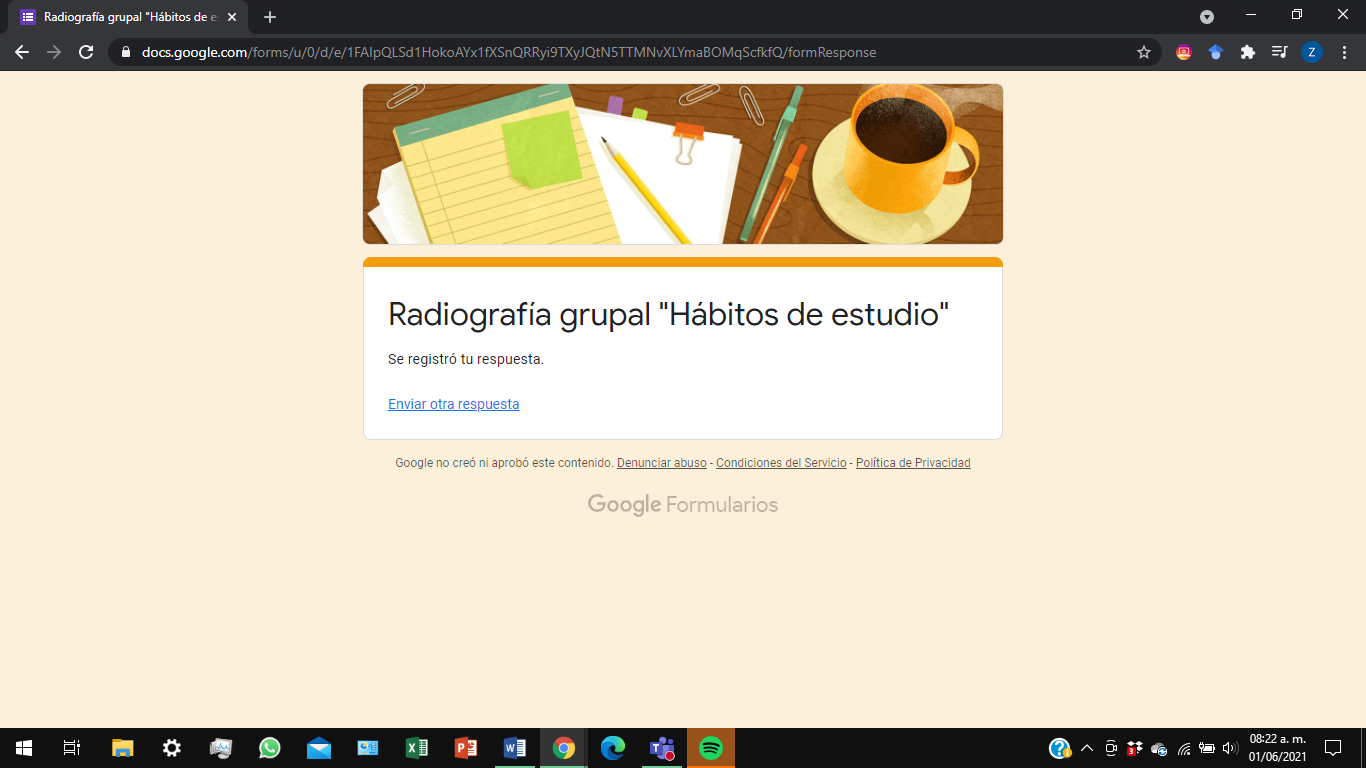 Radiografía grupal "Hábitos de es
docs.google.com/forms/u/0/d/e/1FAIpQLSd1HokoAYx1fXSnQRRyi9TXyJQtN5TTMNvXLYmaBOMqScfkfQ/formResponse
Z
Radiografía grupal "Hábitos de estudio"
Se registró tu respuesta.
Enviar otra respuesta
Google no creó ni aprobó este contenido. Denunciar abuso - Condiciones del Servicio - Política de Privacidad
Google Formularios
08:22 a. m.
01/06/2021